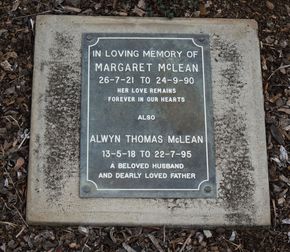 IN LOVING MEMORY OF
MARGARET McLEAN
26-7-21 TO 24-9-90
HER LOVE REMAINS
FOREVER IN OUR HEARTS
ALSO
ALWYN THOMAS McLEAN
13-5-18 TO 22-7-95
A BELOVED HUSBAND
AND DEARLY LOVED FATHER